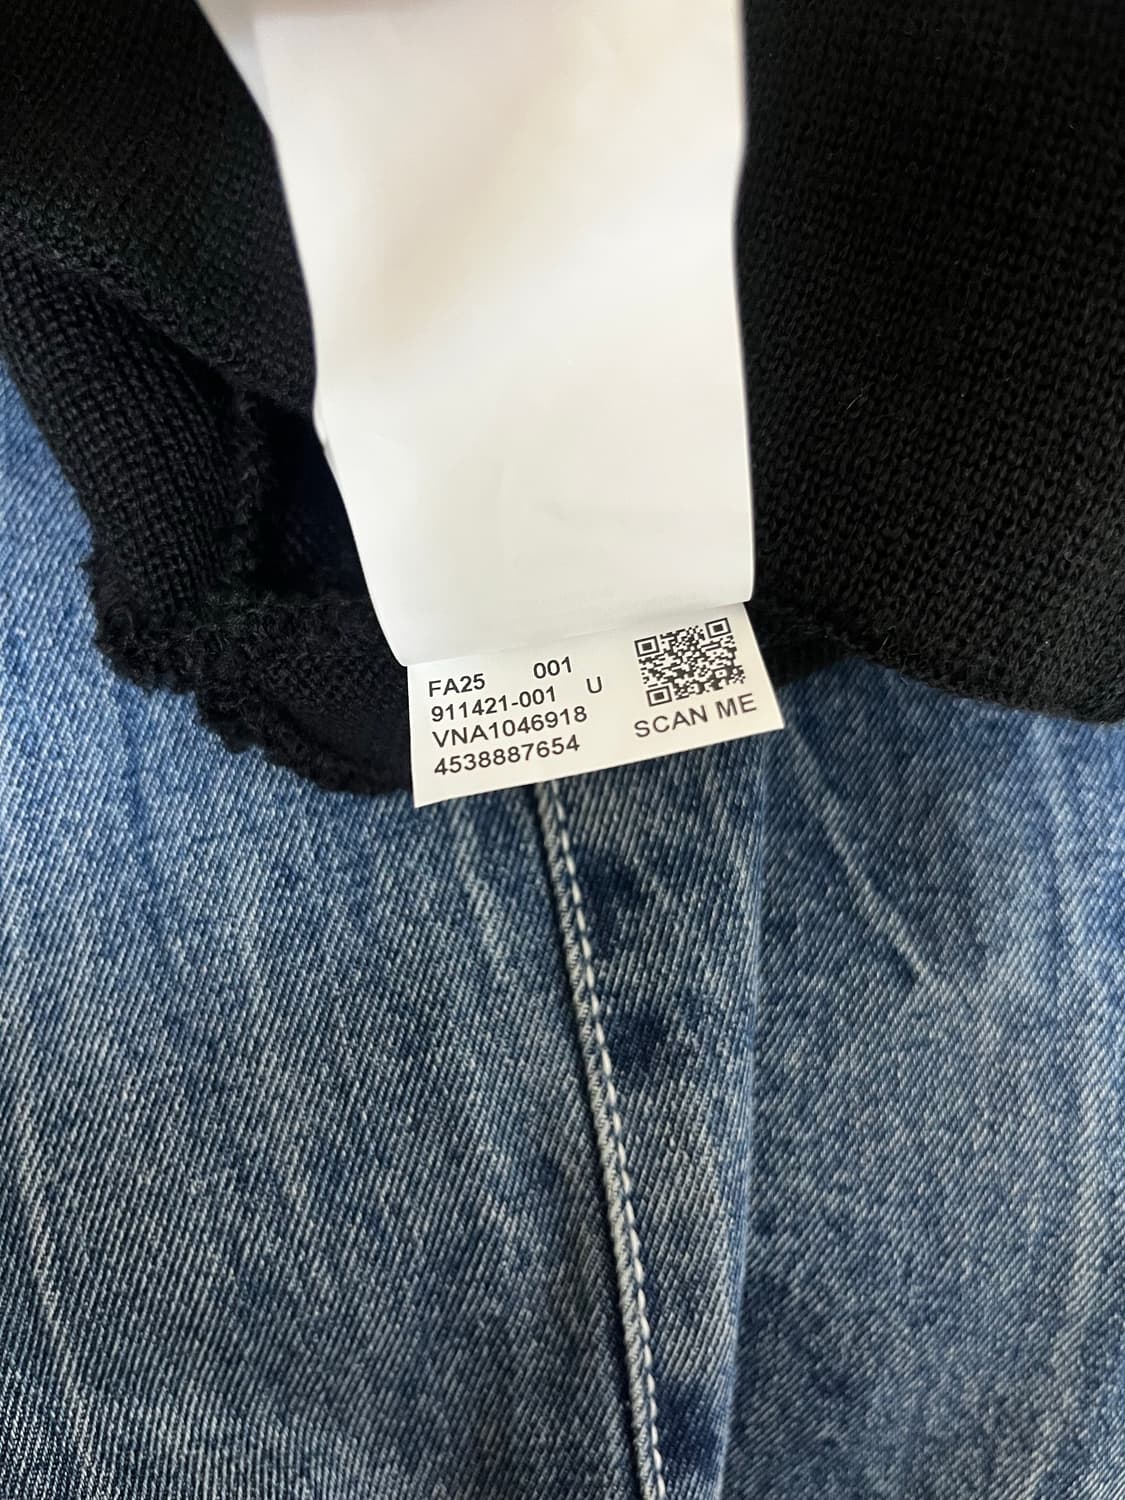 FA25 001
911421-001 U
VNA1046918
4538887654
SCAN ME